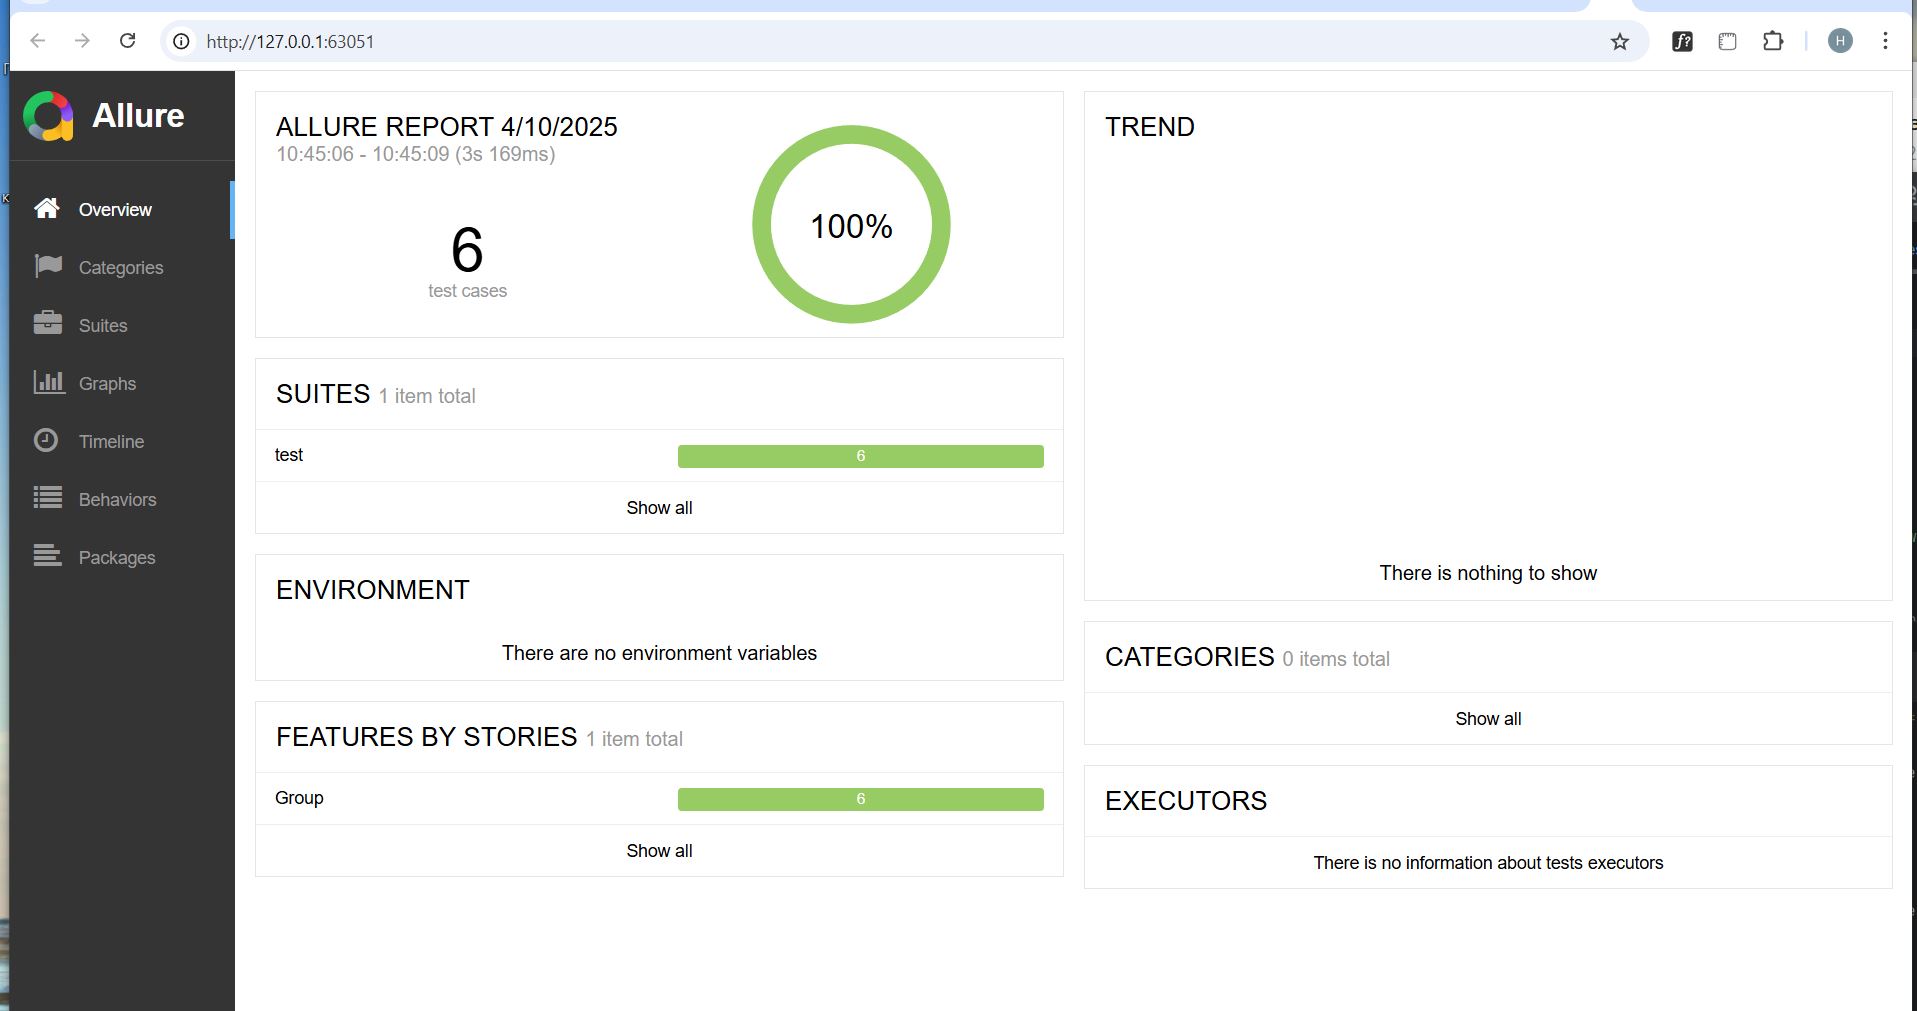 http://127.0.0.1:63051
H
Allure
Overview
Categories
Suites
Graphs
Timeline
Behaviors
Packages
ALLURE REPORT 4/10/2025
10:45:06 - 10:45:09 (3s 169ms)
6
test cases
100%
SUITES 1 item total
test 6
Show all
ENVIRONMENT
There are no environment variables
FEATURES BY STORIES 1 item total
Group 6
Show all
TREND
There is nothing to show
CATEGORIES 0 items total
Show all
EXECUTORS
There is no information about tests executors